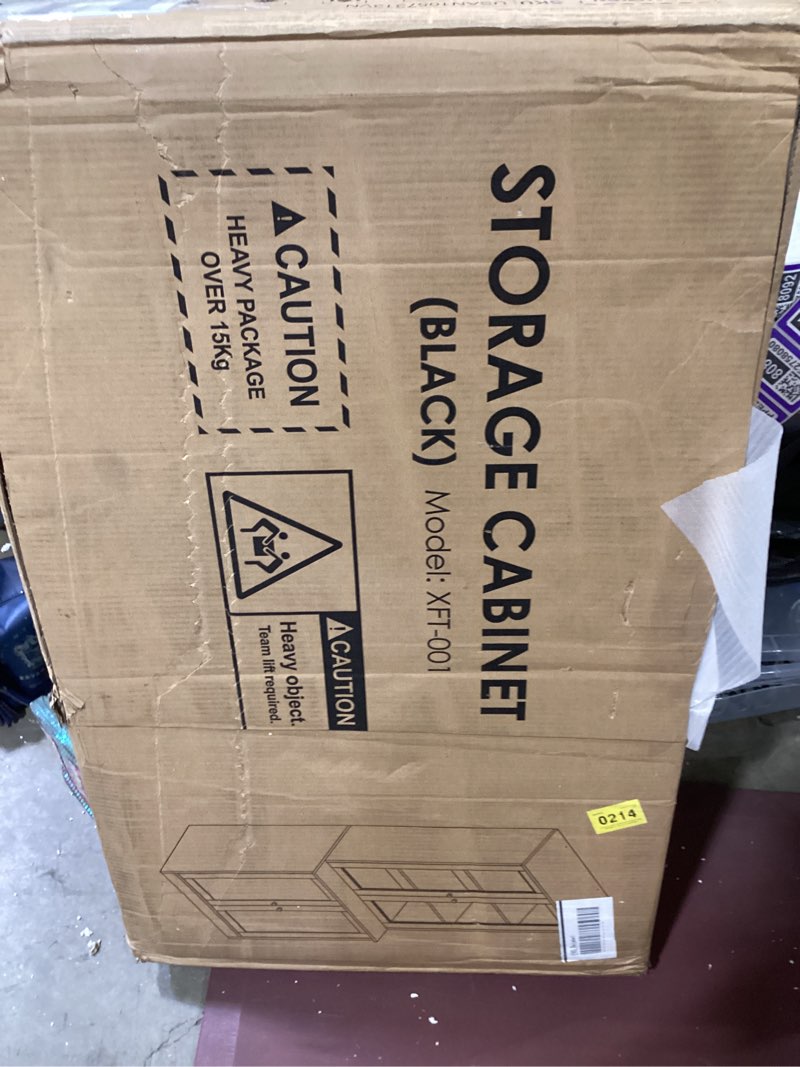 STORAGE CABINET
(BLACK) Model: XFT-001
CAUTION
HEAVY PACKAGE
OVER 15Kg
CAUTION
Heavy object.
Team lift required.
0214